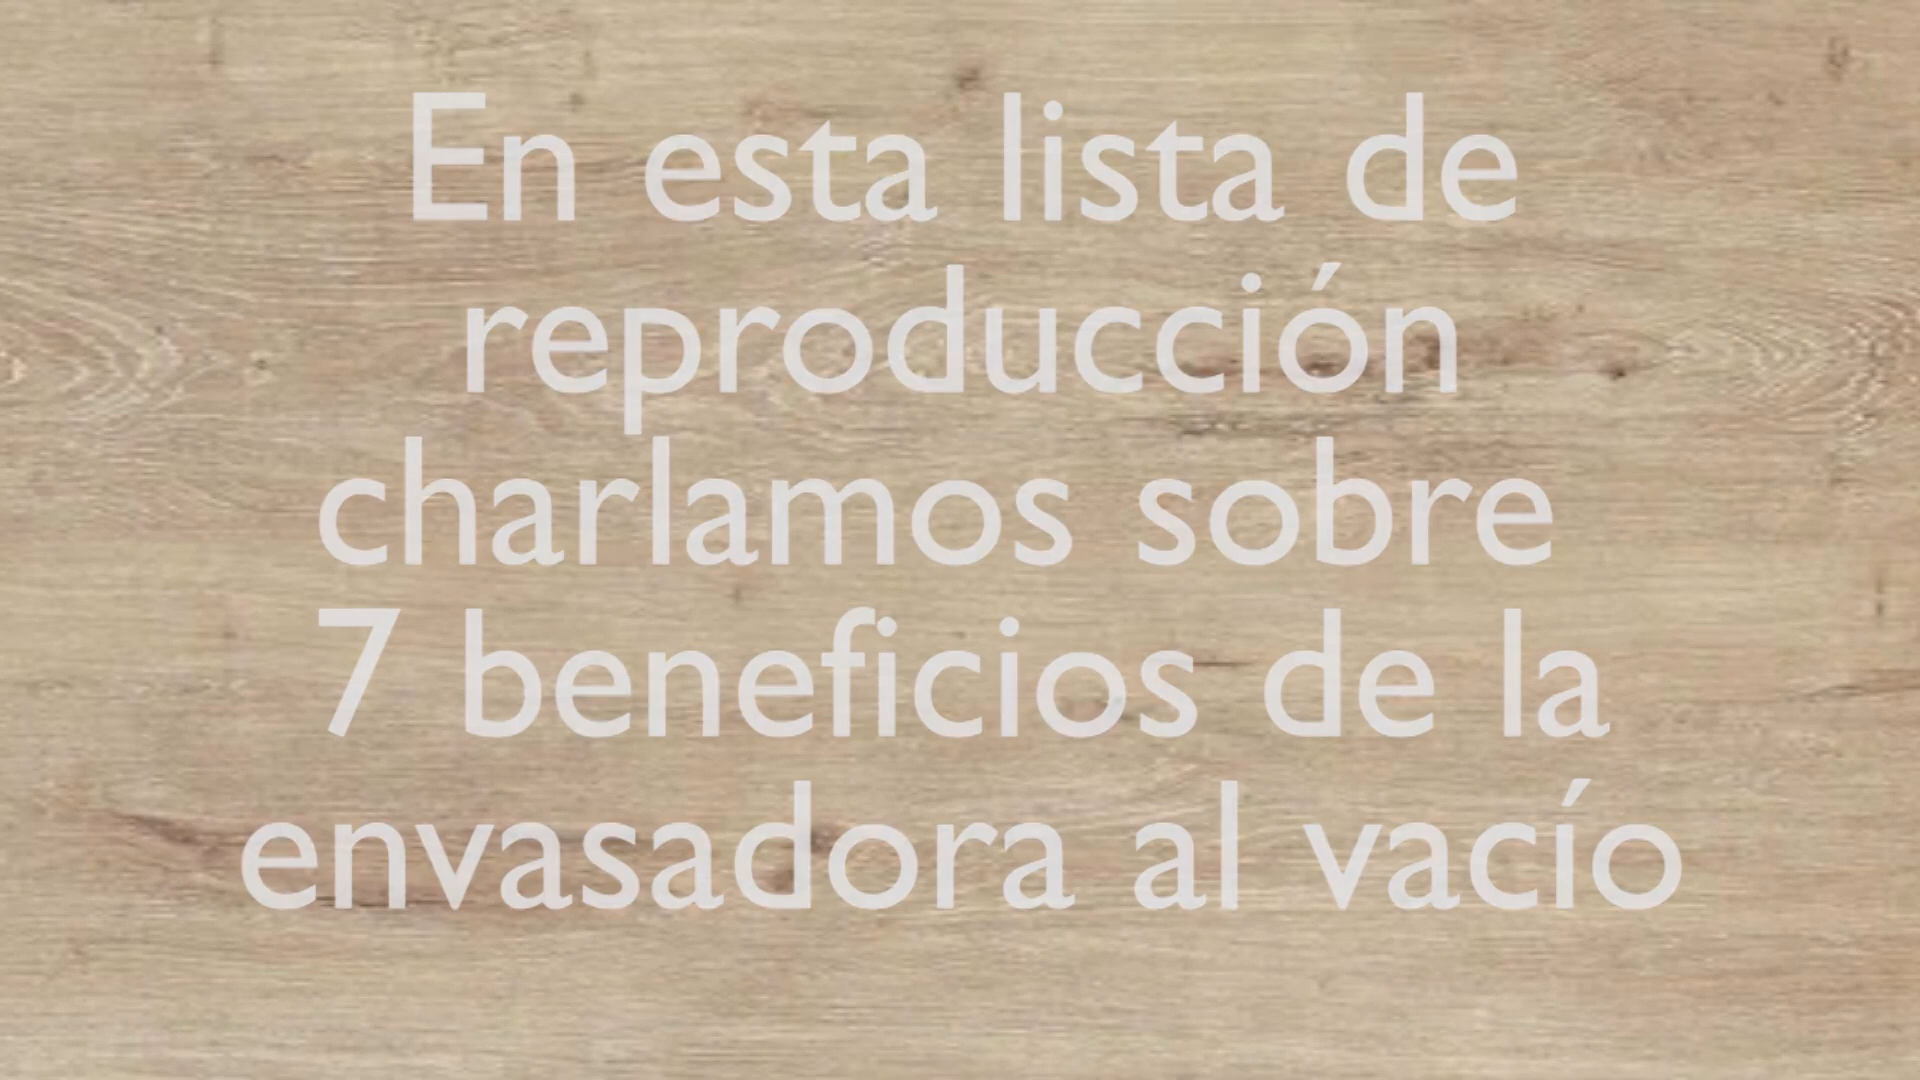 En esta lista de
reproducción
charlamos sobre
7 beneficios de la
envasadora al vacío